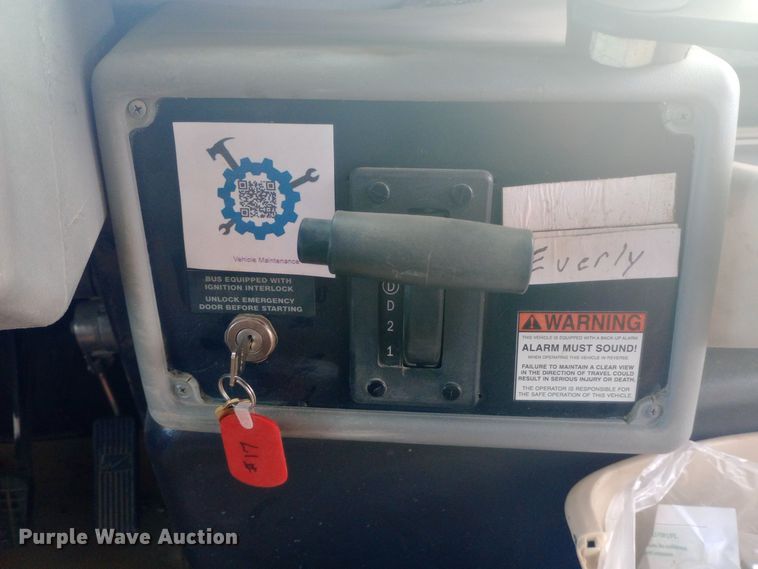 Vehicle Maintenance
BUS EQUIPPED WITH
IGNITION INTERLOCK
UNLOCK EMERGENCY
DOOR BEFORE STARTING
D
D
2
1
Everly
WARNING
THIS VEHICLE IS EQUIPPED WITH A BACK UP ALARM
ALARM MUST SOUND!
WHEN OPERATING THIS VEHICLE IN REVERSE.
FAILURE TO MAINTAIN A CLEAR VIEW
IN THE DIRECTION OF TRAVEL COULD
RESULT IN SERIOUS INJURY OR DEATH.
THE OPERATOR IS RESPONSIBLE FOR
THE SAFE OPERATION OF THIS VEHICLE.
#17
Purple Wave Auction